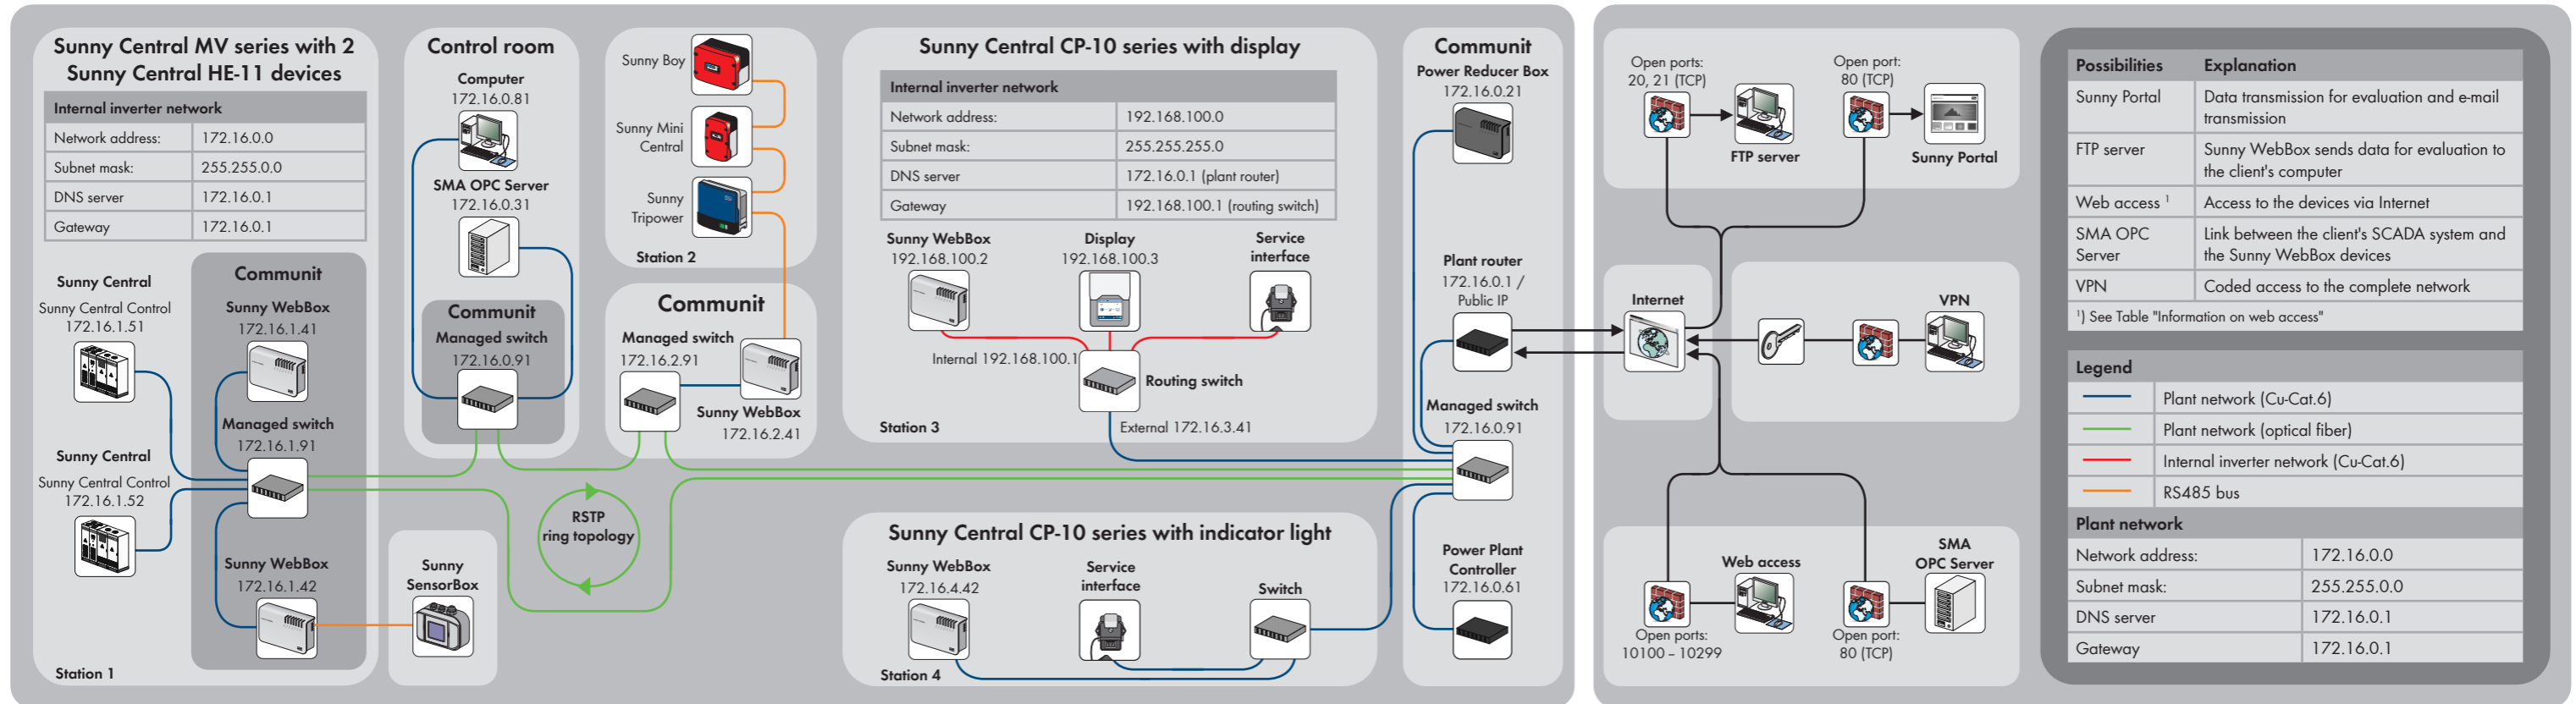 Sunny Central MV series with 2
Sunny Central HE-11 devices
Internal inverter network
Network address: 172.16.0.0
Subnet mask: 255.255.0.0
DNS server 172.16.0.1
Gateway 172.16.0.1
Sunny Central
Sunny Central Control
172.16.1.51
Sunny Central
Sunny Central Control
172.16.1.52
Communit
Sunny WebBox
172.16.1.41
Managed switch
172.16.1.91
Sunny WebBox
172.16.1.42
Station 1
Sunny
SensorBox
Control room
Computer
172.16.0.81
SMA OPC Server
172.16.0.31
Communit
Managed switch
172.16.0.91
Sunny Boy
Sunny Mini
Central
Sunny
Tripower
Station 2
Communit
Managed switch
172.16.2.91
Sunny WebBox
172.16.2.41
RSTP
ring topology
Sunny Central CP-10 series with display
Internal inverter network
Network address: 192.168.100.0
Subnet mask: 255.255.255.0
DNS server 172.16.0.1 (plant router)
Gateway 192.168.100.1 (routing switch)
Sunny WebBox
192.168.100.2
Display
192.168.100.3
Service
interface
Internal 192.168.100.1
Routing switch
External 172.16.3.41
Station 3
Sunny Central CP-10 series with indicator light
Sunny WebBox
172.16.4.42
Service
interface
Switch
Station 4
Communit
Power Reducer Box
172.16.0.21
Plant router
172.16.0.1 /
Public IP
Managed switch
172.16.0.91
Power Plant
Controller
172.16.0.61
Open ports:
20, 21 (TCP)
FTP server
Open port:
80 (TCP)
Sunny Portal
Internet
VPN
Web access
Open ports:
10100 – 10299
SMA
OPC Server
Open port:
80 (TCP)
Possibilities Explanation
Sunny Portal Data transmission for evaluation and e-mail
transmission
FTP server Sunny WebBox sends data for evaluation to
the client's computer
Web access ¹ Access to the devices via Internet
SMA OPC Link between the client's SCADA system and
Server the Sunny WebBox devices
VPN Coded access to the complete network
¹) See Table "Information on web access"
Legend
Plant network (Cu-Cat.6)
Plant network (optical fiber)
Internal inverter network (Cu-Cat.6)
RS485 bus
Plant network
Network address: 172.16.0.0
Subnet mask: 255.255.0.0
DNS server 172.16.0.1
Gateway 172.16.0.1